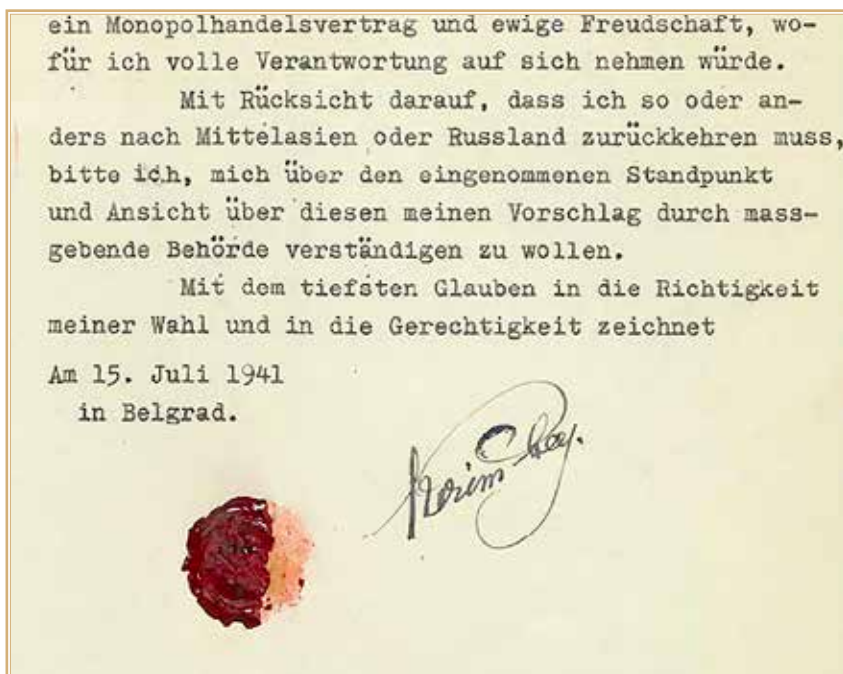 ein Monopolhandelsvertrag und ewige Freudschaft, wo-
für ich volle Verantwortung auf sich nehmen würde.
Mit Rücksicht darauf, dass ich so oder an-
ders nach Mittelasien oder Russland zurückkehren muss,
bitte ich, mich über den eingenommenen Standpunkt
und Ansicht über diesen meinen Vorschlag durch mass-
gebende Behörde verständigen zu wollen.
Mit dem tiefsten Glauben in die Richtigkeit
meiner Wahl und in die Gerechtigkeit zeichnet
Am 15. Juli 1941
in Belgrad.